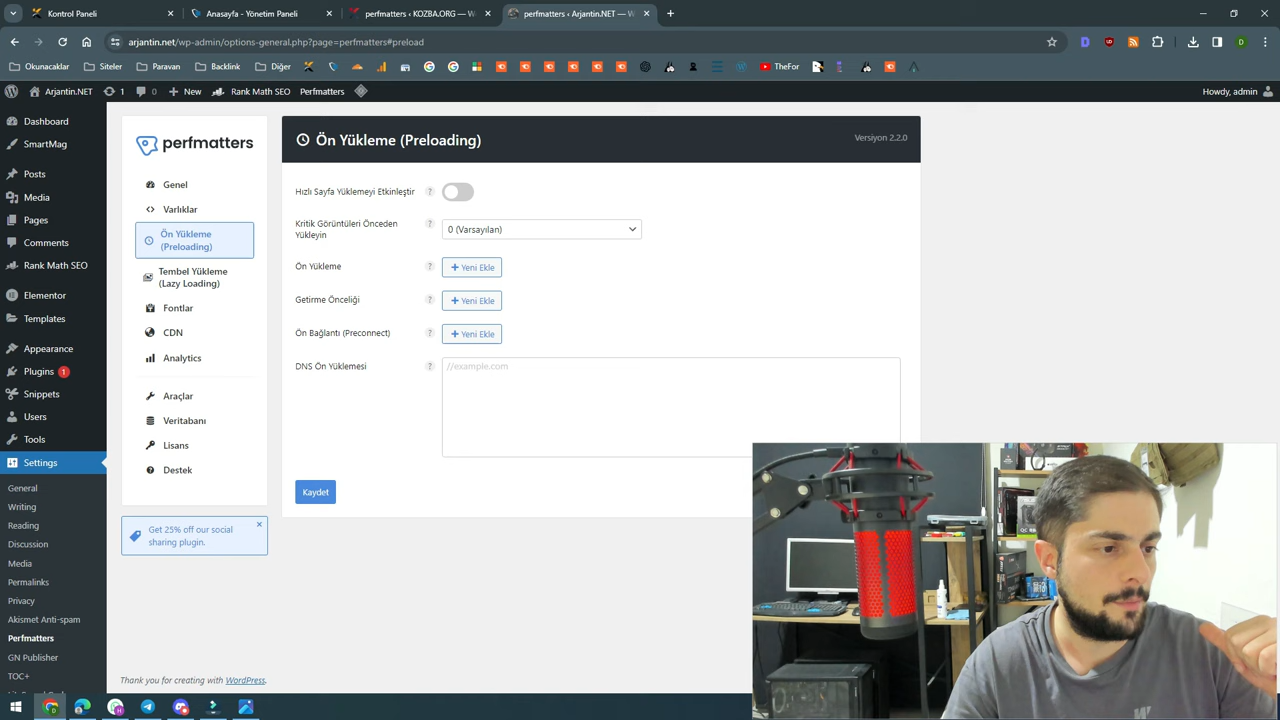 Kontrol Paneli
Anasayfa - Yönetim Paneli
perfmatters ‹ KOZBA.ORG — W
perfmatters ‹ Arjantin.NET — W
arjantin.net/wp-admin/options-general.php?page=perfmatters#preload
Okunacaklar
Siteler
Paravan
Backlink
Diğer
TheFor
Arjantin.NET
1
0
New
Rank Math SEO
Perfmatters
Howdy, admin
Dashboard
SmartMag
Posts
Media
Pages
Comments
Rank Math SEO
Elementor
Templates
Appearance
Plugins 1
Snippets
Users
Tools
Settings
General
Writing
Reading
Discussion
Media
Permalinks
Privacy
Akismet Anti-spam
Perfmatters
GN Publisher
TOC+
perfmatters
Genel
Varlıklar
Ön Yükleme
(Preloading)
Tembel Yükleme
(Lazy Loading)
Fontlar
CDN
Analytics
Araçlar
Veritabanı
Lisans
Destek
Get 25% off our social
sharing plugin.
Ön Yükleme (Preloading)
Versiyon 2.2.0
Hızlı Sayfa Yüklemeyi Etkinleştir ?
Kritik Görüntüleri Önceden
Yükleyin ?
0 (Varsayılan)
Ön Yükleme ? + Yeni Ekle
Getirme Önceliği ? + Yeni Ekle
Ön Bağlantı (Preconnect) ? + Yeni Ekle
DNS Ön Yüklemesi ?
//example.com
Kaydet
Thank you for creating with WordPress.